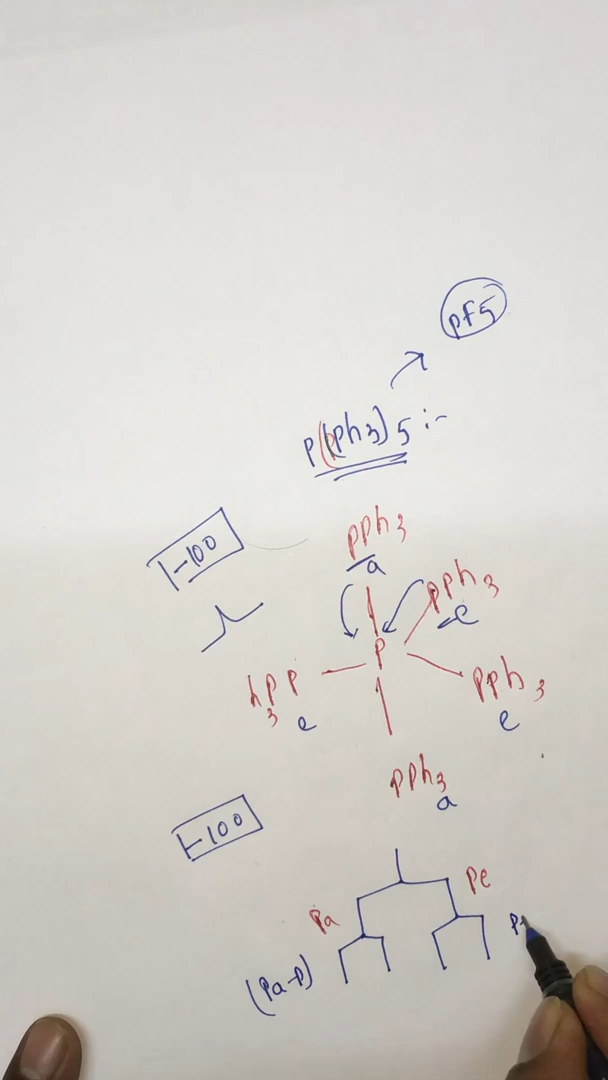 PF5
P(PPh3)5 :-
T-100
PPh3
a
PPh3
e
P
h3PP
e
PPh3
e
PPh3
a
T-100
Pe
Pa
(Pa-P)